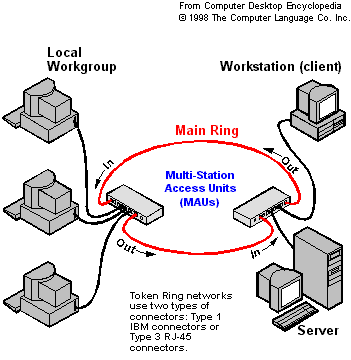 From Computer Desktop Encyclopedia
© 1998 The Computer Language Co. Inc.
Local
Workgroup
Workstation (client)
Main Ring
In
Out
Multi-Station
Access Units
(MAUs)
Out
In
Token Ring networks
use two types of
connectors: Type 1
IBM connectors or
Type 3 RJ-45
connectors.
Server